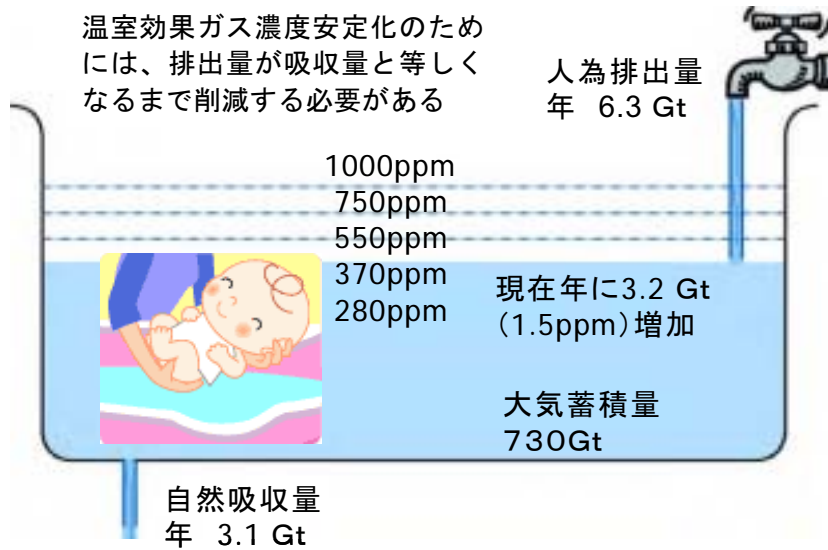 温室効果ガス濃度安定化のため
には、排出量が吸収量と等しく
なるまで削減する必要がある
人為排出量
年 6.3 Gt
1000ppm
750ppm
550ppm
370ppm
280ppm
現在年に3.2 Gt
(1.5ppm)増加
大気蓄積量
730Gt
自然吸収量
年 3.1 Gt